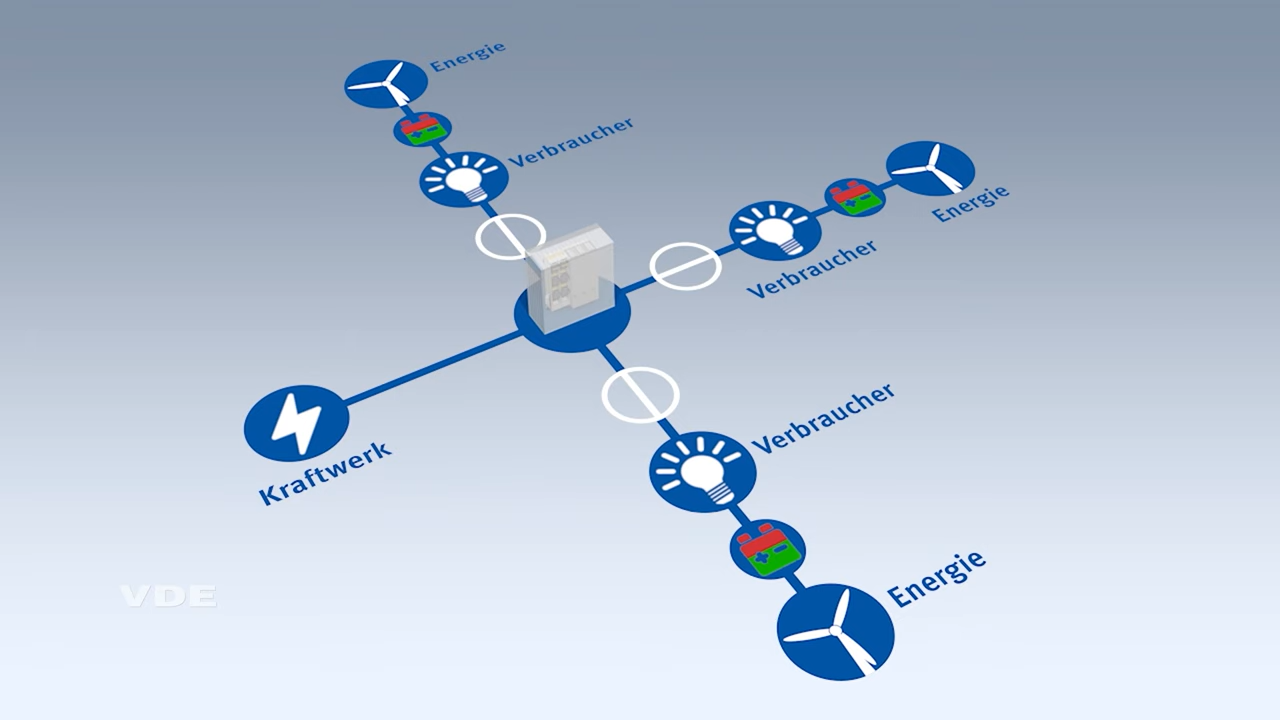 Energie
Verbraucher
Energie
Verbraucher
Verbraucher
Kraftwerk
Energie
VDE